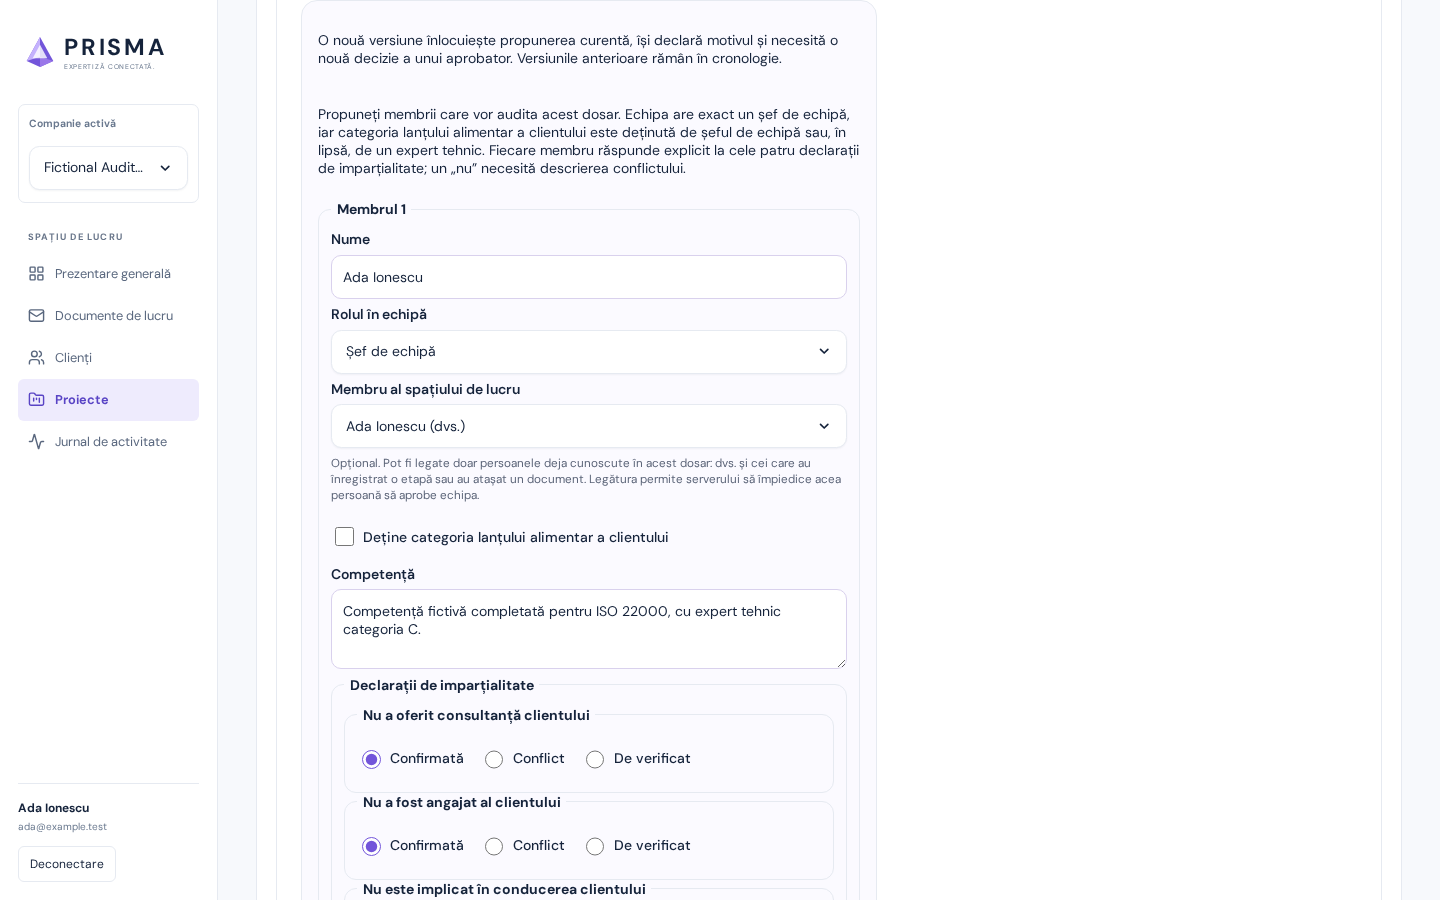 PRISMA
EXPERTIZĂ CONECTATĂ.
Companie activă
Fictional Audit...
SPAȚIU DE LUCRU
Prezentare generală
Documente de lucru
Clienți
Proiecte
Jurnal de activitate
Ada Ionescu
ada@example.test
Deconectare
O nouă versiune înlocuiește propunerea curentă, își declară motivul și necesită o
nouă decizie a unui aprobator. Versiunile anterioare rămân în cronologie.
Propuneți membrii care vor audita acest dosar. Echipa are exact un șef de echipă,
iar categoria lanțului alimentar a clientului este deținută de șeful de echipă sau, în
lipsă, de un expert tehnic. Fiecare membru răspunde explicit la cele patru declarații
de imparțialitate; un „nu” necesită descrierea conflictului.
Membrul 1
Nume
Ada Ionescu
Rolul în echipă
Șef de echipă
Membru al spațiului de lucru
Ada Ionescu (dvs.)
Opțional. Pot fi legate doar persoanele deja cunoscute în acest dosar: dvs. și cei care au
înregistrat o etapă sau au atașat un document. Legătura permite serverului să împiedice acea
persoană să aprobe echipa.
Deține categoria lanțului alimentar a clientului
Competență
Competență fictivă completată pentru ISO 22000, cu expert tehnic
categoria C.
Declarații de imparțialitate
Nu a oferit consultanță clientului
Confirmată Conflict De verificat
Nu a fost angajat al clientului
Confirmată Conflict De verificat
Nu este implicat în conducerea clientului